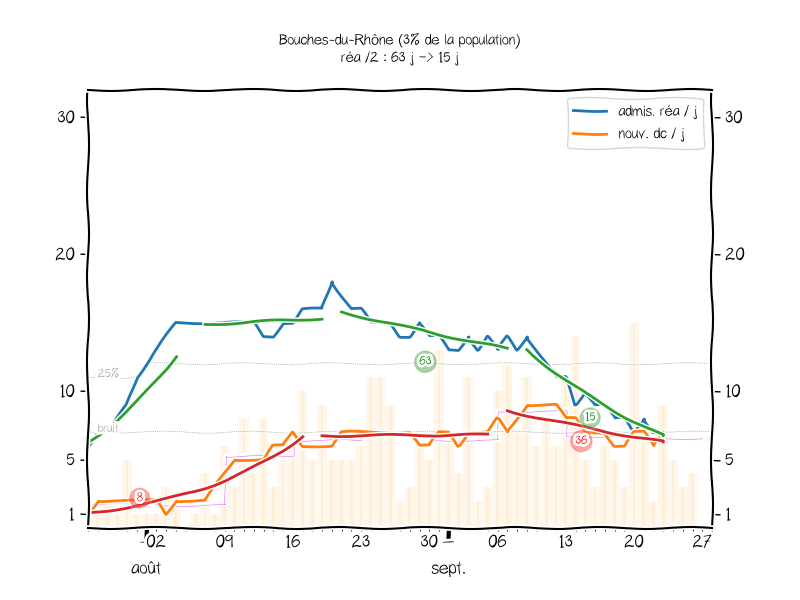 Bouches-du-Rhône (3% de la population)
réa /2 : 63 j -> 15 j
admis. réa / j
nouv. dc / j
30
30
20
20
63
25%
10
10
15
bruit
36
5
5
8
1
1
02 09 16 23 30 06 13 20 27
août sept.